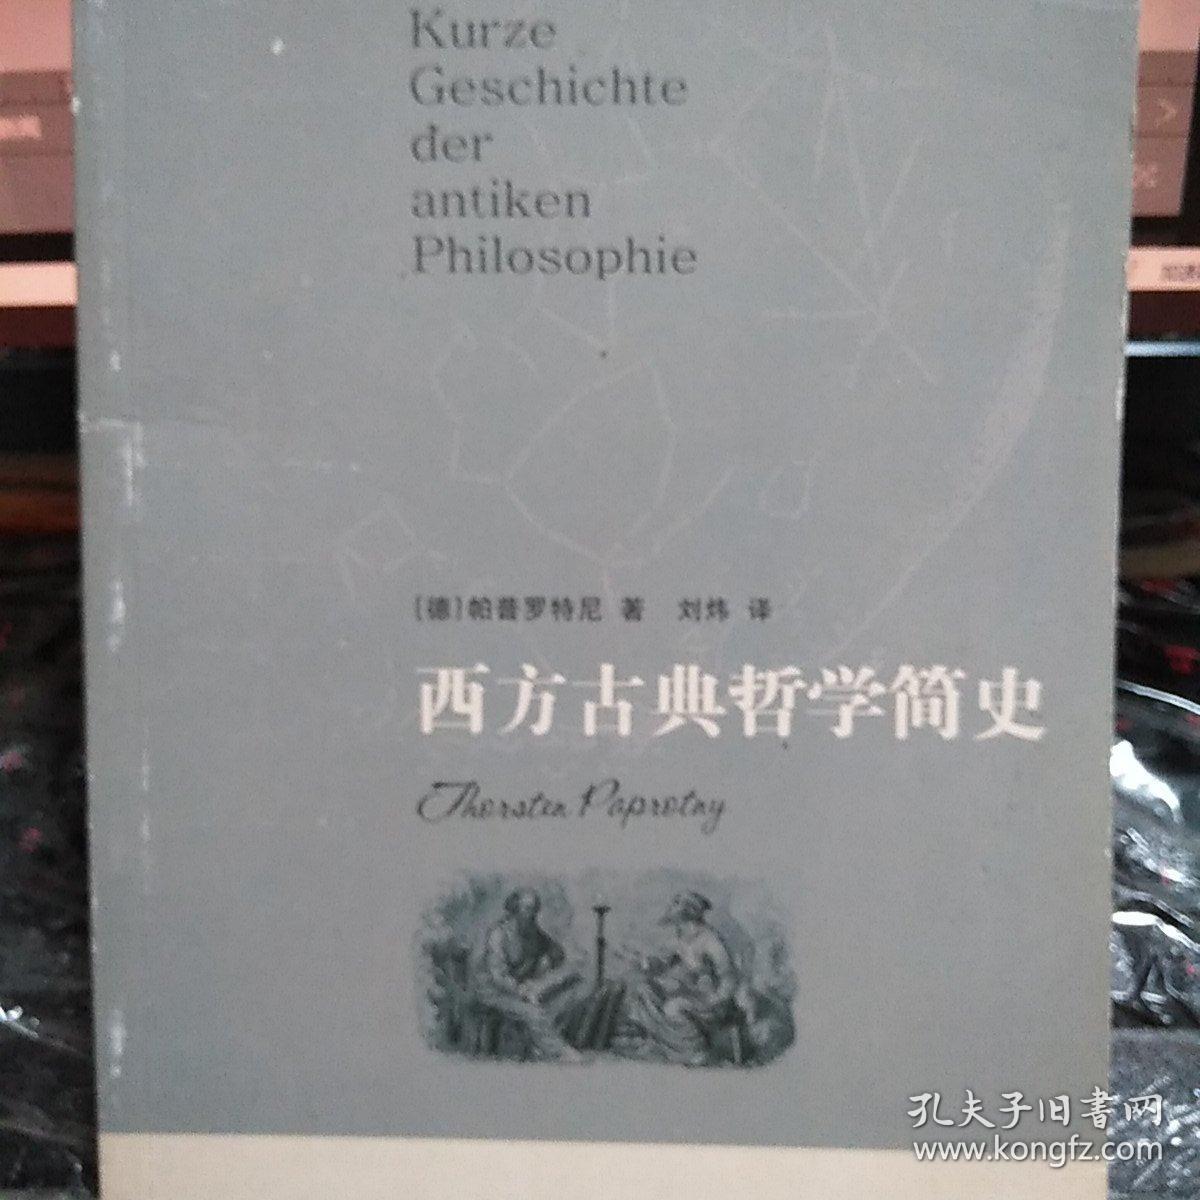 Kurze
Geschichte
der
antiken
Philosophie
[德]帕普罗特尼 著 刘炜 译
西方古典哲学简史
Thorsten Paprotny
孔夫子旧书网
www.kongfz.com